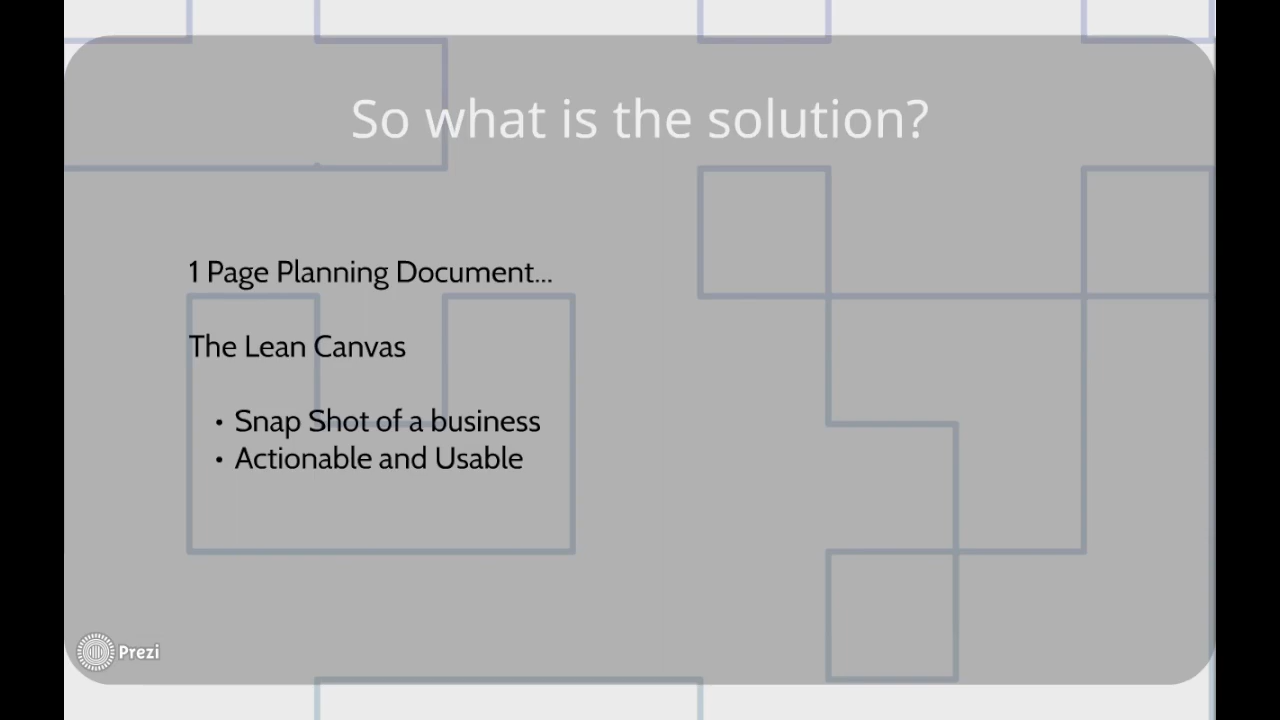 So what is the solution?
1 Page Planning Document...
The Lean Canvas
• Snap Shot of a business
• Actionable and Usable
Prezi